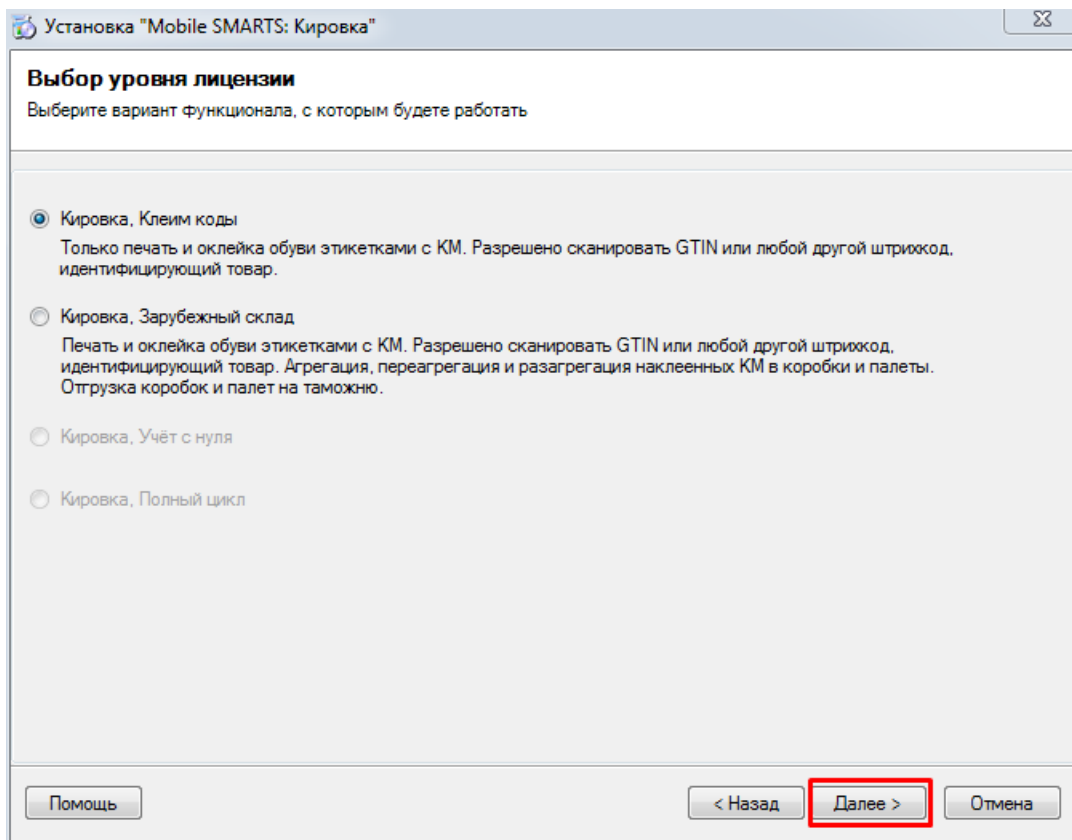 Установка "Mobile SMARTS: Кировка"
Выбор уровня лицензии
Выберите вариант функционала, с которым будете работать
Кировка, Клеим коды
Только печать и оклейка обуви этикетками с КМ. Разрешено сканировать GTIN или любой другой штрихкод,
идентифицирующий товар.
Кировка, Зарубежный склад
Печать и оклейка обуви этикетками с КМ. Разрешено сканировать GTIN или любой другой штрихкод,
идентифицирующий товар. Агрегация, переагрегация и разагрегация наклеенных КМ в коробки и палеты.
Отгрузка коробок и палет на таможню.
Кировка, Учёт с нуля
Кировка, Полный цикл
Помощь
< Назад
Далее >
Отмена